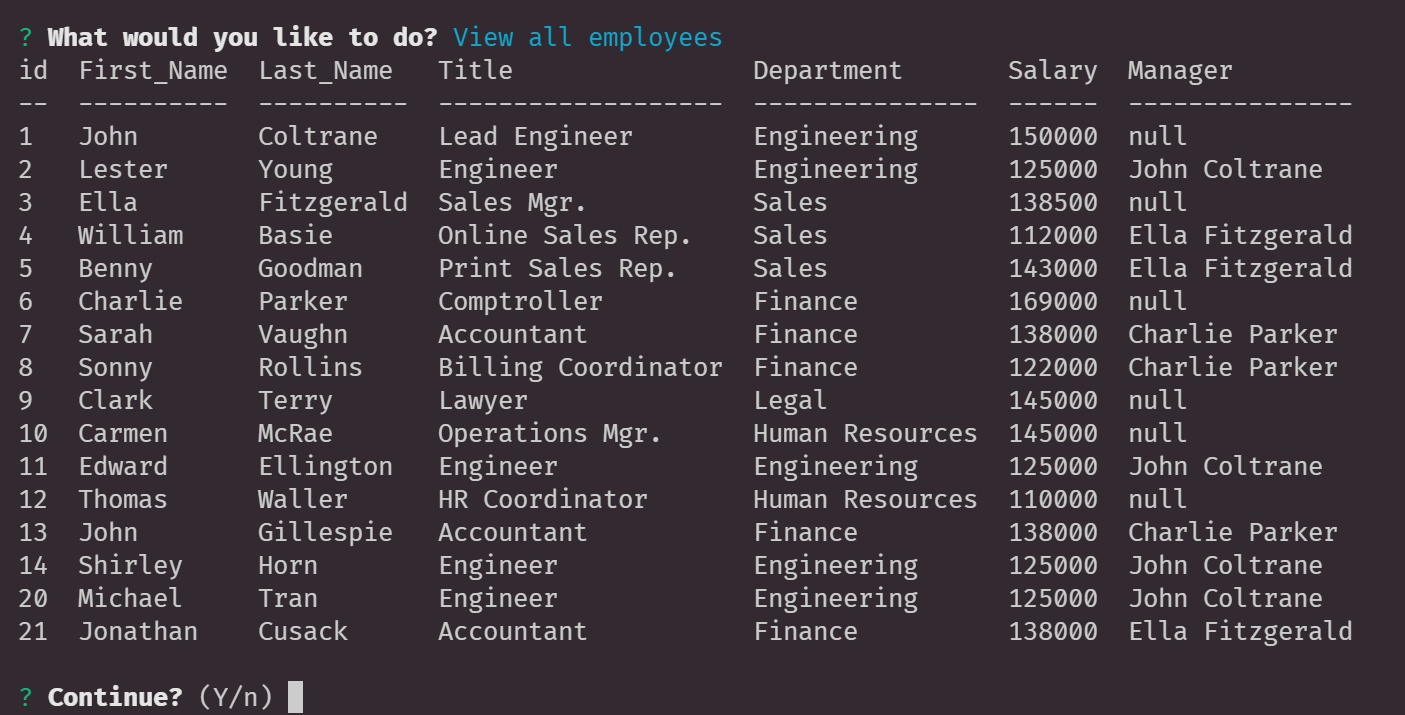 ? What would you like to do? View all employees
id  First_Name  Last_Name   Title                Department       Salary  Manager
--  ----------  ----------  -------------------  ---------------  ------  ---------------
1   John        Coltrane    Lead Engineer        Engineering      150000  null
2   Lester      Young       Engineer             Engineering      125000  John Coltrane
3   Ella        Fitzgerald  Sales Mgr.           Sales            138500  null
4   William     Basie       Online Sales Rep.    Sales            112000  Ella Fitzgerald
5   Benny       Goodman     Print Sales Rep.     Sales            143000  Ella Fitzgerald
6   Charlie     Parker      Comptroller          Finance          169000  null
7   Sarah       Vaughn      Accountant           Finance          138000  Charlie Parker
8   Sonny       Rollins     Billing Coordinator  Finance          122000  Charlie Parker
9   Clark       Terry       Lawyer               Legal            145000  null
10  Carmen      McRae       Operations Mgr.      Human Resources  145000  null
11  Edward      Ellington   Engineer             Engineering      125000  John Coltrane
12  Thomas      Waller      HR Coordinator       Human Resources  110000  null
13  John        Gillespie   Accountant           Finance          138000  Charlie Parker
14  Shirley     Horn        Engineer             Engineering      125000  John Coltrane
20  Michael     Tran        Engineer             Engineering      125000  John Coltrane
21  Jonathan    Cusack      Accountant           Finance          138000  Ella Fitzgerald
? Continue? (Y/n)